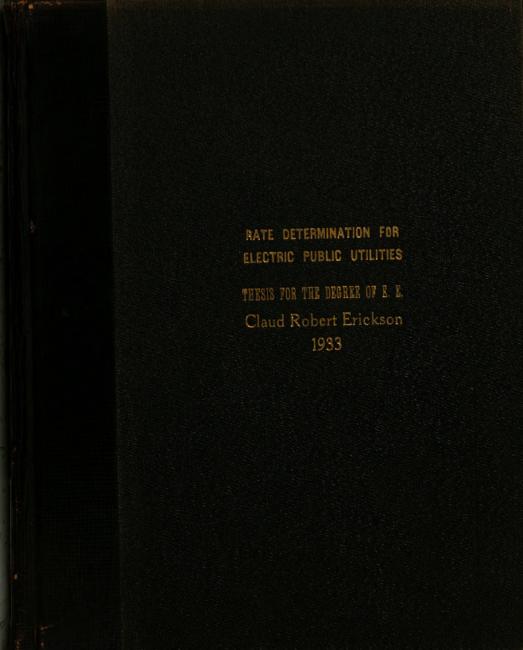 RATE DETERMINATION FOR
ELECTRIC PUBLIC UTILITIES
THESIS FOR THE DEGREE OF E. E.
Claud Robert Erickson
1933